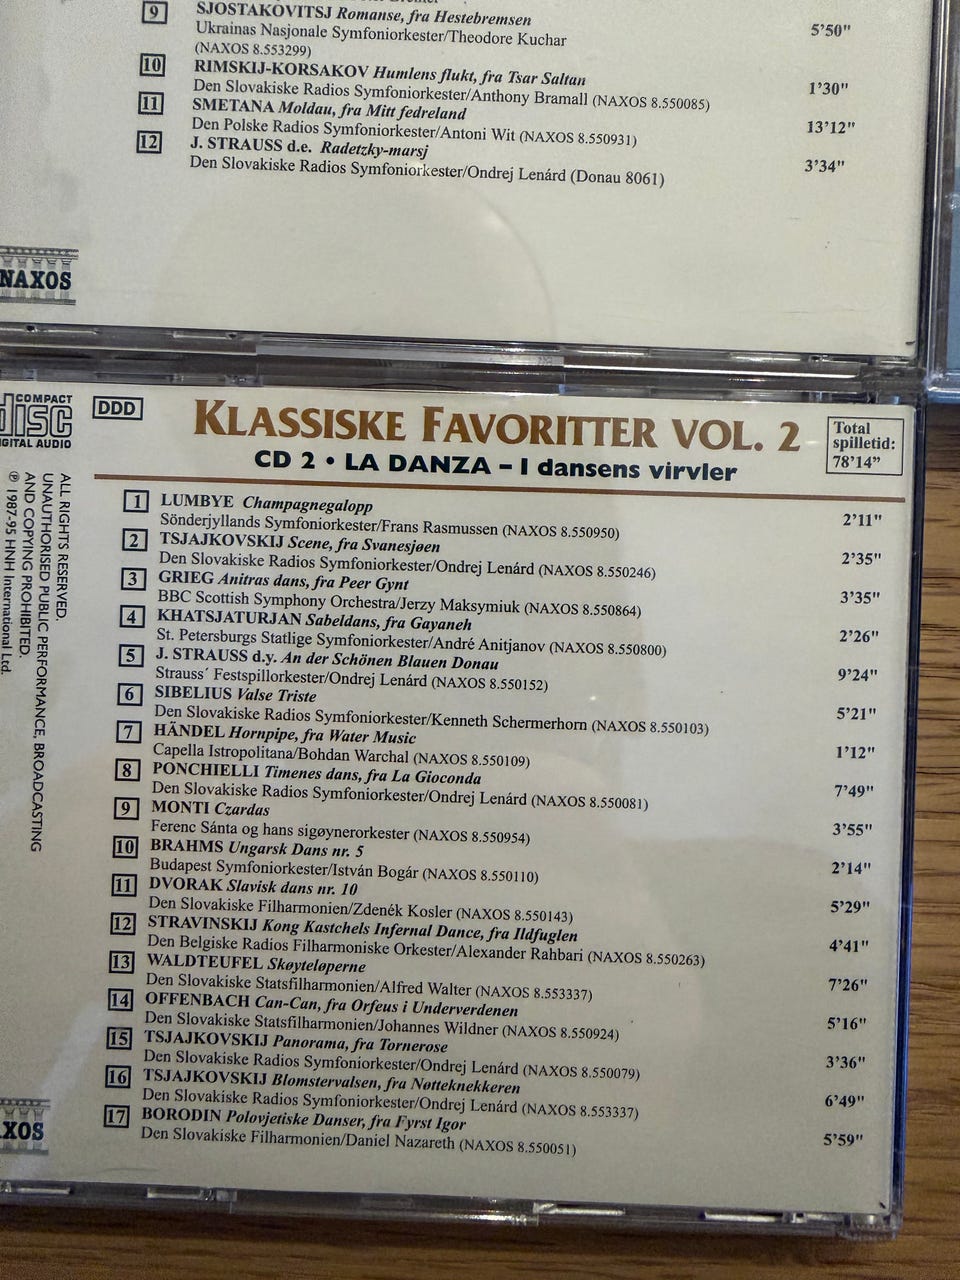 9 SJOSTAKOVITSJ Romanse, fra Hestebremsen
Ukrainas Nasjonale Symfoniorkester/Theodore Kuchar 5'50"
(NAXOS 8.553299)
10 RIMSKIJ-KORSAKOV Humlens flukt, fra Tsar Saltan
Den Slovakiske Radios Symfoniorkester/Anthony Bramall (NAXOS 8.550085) 1'30"
11 SMETANA Moldau, fra Mitt fedreland
Den Polske Radios Symfoniorkester/Antoni Wit (NAXOS 8.550931) 13'12"
12 J. STRAUSS d.e. Radetzky-marsj
Den Slovakiske Radios Symfoniorkester/Ondrej Lenárd (Donau 8061) 3'34"
NAXOS
COMPACT
disc
DIGITAL AUDIO
DDD
KLASSISKE FAVORITTER VOL. 2
CD 2 • LA DANZA – I dansens virvler
Total
spilletid:
78'14”
1 LUMBYE Champagnegalopp
Sönderjyllands Symfoniorkester/Frans Rasmussen (NAXOS 8.550950) 2'11"
2 TSJAJKOVSKIJ Scene, fra Svanesjøen
Den Slovakiske Radios Symfoniorkester/Ondrej Lenárd (NAXOS 8.550246) 2'35"
3 GRIEG Anitras dans, fra Peer Gynt
BBC Scottish Symphony Orchestra/Jerzy Maksymiuk (NAXOS 8.550864) 3'35"
4 KHATSJATURJAN Sabeldans, fra Gayaneh
St. Petersburgs Statlige Symfoniorkester/André Anitjanov (NAXOS 8.550800) 2'26"
5 J. STRAUSS d.y. An der Schönen Blauen Donau
Strauss´ Festspillorkester/Ondrej Lenárd (NAXOS 8.550152) 9'24"
6 SIBELIUS Valse Triste
Den Slovakiske Radios Symfoniorkester/Kenneth Schermerhorn (NAXOS 8.550103) 5'21"
7 HÄNDEL Hornpipe, fra Water Music
Capella Istropolitana/Bohdan Warchal (NAXOS 8.550109) 1'12"
8 PONCHIELLI Timenes dans, fra La Gioconda
Den Slovakiske Radios Symfoniorkester/Ondrej Lenárd (NAXOS 8.550081) 7'49"
9 MONTI Czardas
Ferenc Sánta og hans sigøynerorkester (NAXOS 8.550954) 3'55"
10 BRAHMS Ungarsk Dans nr. 5
Budapest Symfoniorkester/István Bogár (NAXOS 8.550110) 2'14"
11 DVORAK Slavisk dans nr. 10
Den Slovakiske Filharmonien/Zdenék Kosler (NAXOS 8.550143) 5'29"
12 STRAVINSKIJ Kong Kastchels Infernal Dance, fra Ildfuglen
Den Belgiske Radios Filharmoniske Orkester/Alexander Rahbari (NAXOS 8.550263) 4'41"
13 WALDTEUFEL Skøyteløperne
Den Slovakiske Statsfilharmonien/Alfred Walter (NAXOS 8.553337) 7'26"
14 OFFENBACH Can-Can, fra Orfeus i Underverdenen
Den Slovakiske Statsfilharmonien/Johannes Wildner (NAXOS 8.550924) 5'16"
15 TSJAJKOVSKIJ Panorama, fra Tornerose
Den Slovakiske Radios Symfoniorkester/Ondrej Lenárd (NAXOS 8.550079) 3'36"
16 TSJAJKOVSKIJ Blomstervalsen, fra Nøtteknekkeren
Den Slovakiske Radios Symfoniorkester/Ondrej Lenárd (NAXOS 8.553337) 6'49"
17 BORODIN Polovjetiske Danser, fra Fyrst Igor
Den Slovakiske Filharmonien/Daniel Nazareth (NAXOS 8.550051) 5'59"
ALL RIGHTS RESERVED.
UNAUTHORISED PUBLIC PERFORMANCE, BROADCASTING
AND COPYING PROHIBITED.
℗ 1987-95 HNH International Ltd.
XOS